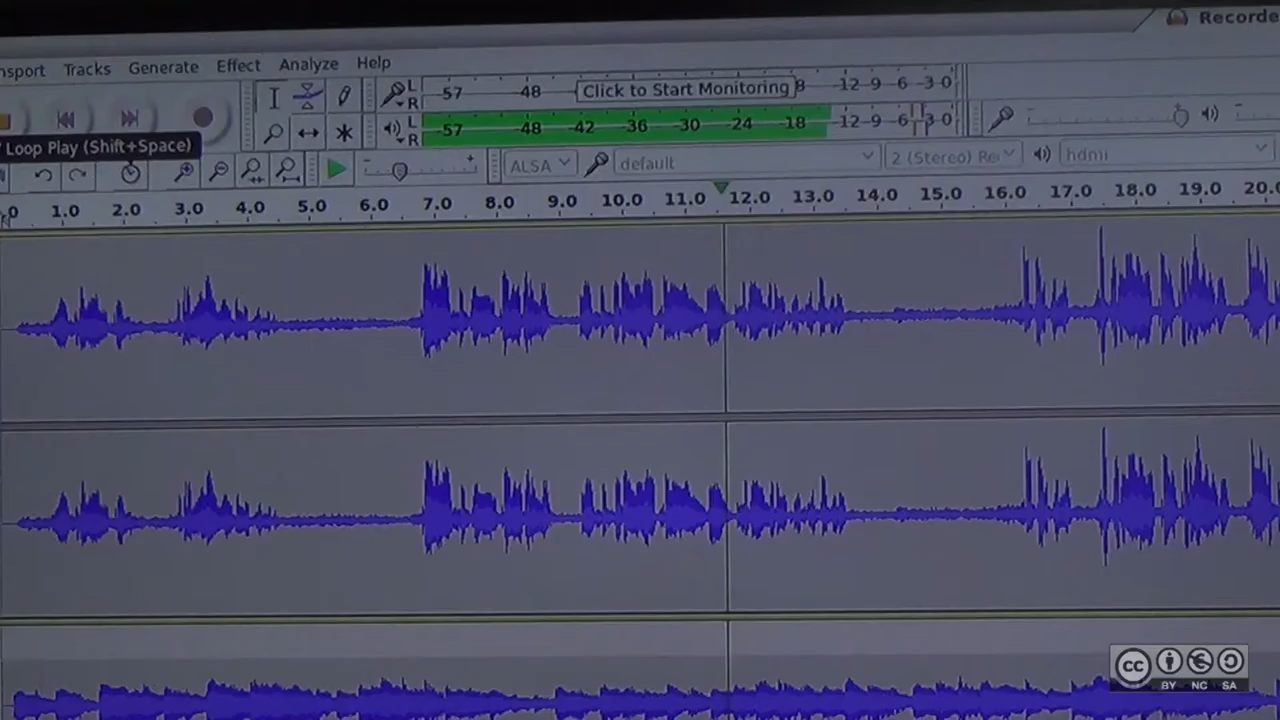 Recorde
nsport Tracks Generate Effect Analyze Help
L R -57 -48 Click to Start Monitoring 8 -12 -9 -6 -3 0
L R -57 -48 -42 -36 -30 -24 -18 -12 -9 -6 -3 0
Loop Play (Shift+Space)
ALSA default 2 (Stereo) Re hdmi
0 1.0 2.0 3.0 4.0 5.0 6.0 7.0 8.0 9.0 10.0 11.0 12.0 13.0 14.0 15.0 16.0 17.0 18.0 19.0 20.0
cc
BY NC SA